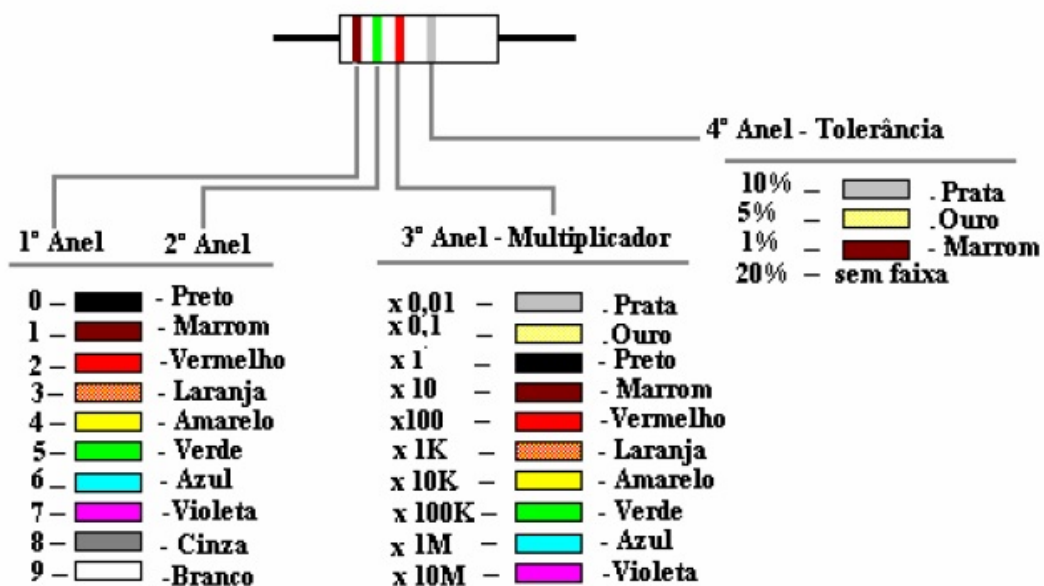 4º Anel - Tolerância
10% – . Prata
5% – . Ouro
1% – - Marrom
20% – sem faixa
1º Anel
2º Anel
0 – - Preto
1 – - Marrom
2 – -Vermelho
3 – - Laranja
4 – - Amarelo
5 – - Verde
6 – - Azul
7 – -Violeta
8 – - Cinza
9 – -Branco
3º Anel - Multiplicador
x 0,01 – . Prata
x 0,1 – . Ouro
x 1 – - Preto
x 10 – - Marrom
x100 – -Vermelho
x 1K – - Laranja
x 10K – - Amarelo
x 100K – - Verde
x 1M – - Azul
x 10M – - Violeta